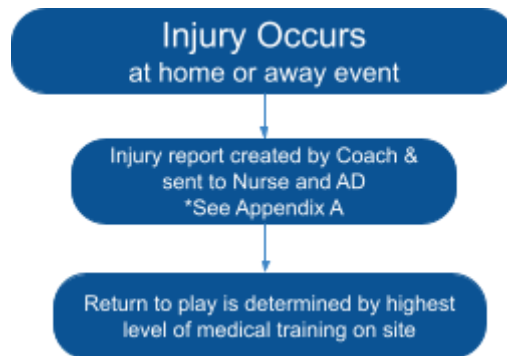 Injury Occurs
at home or away event
Injury report created by Coach &
sent to Nurse and AD
*See Appendix A
Return to play is determined by highest
level of medical training on site